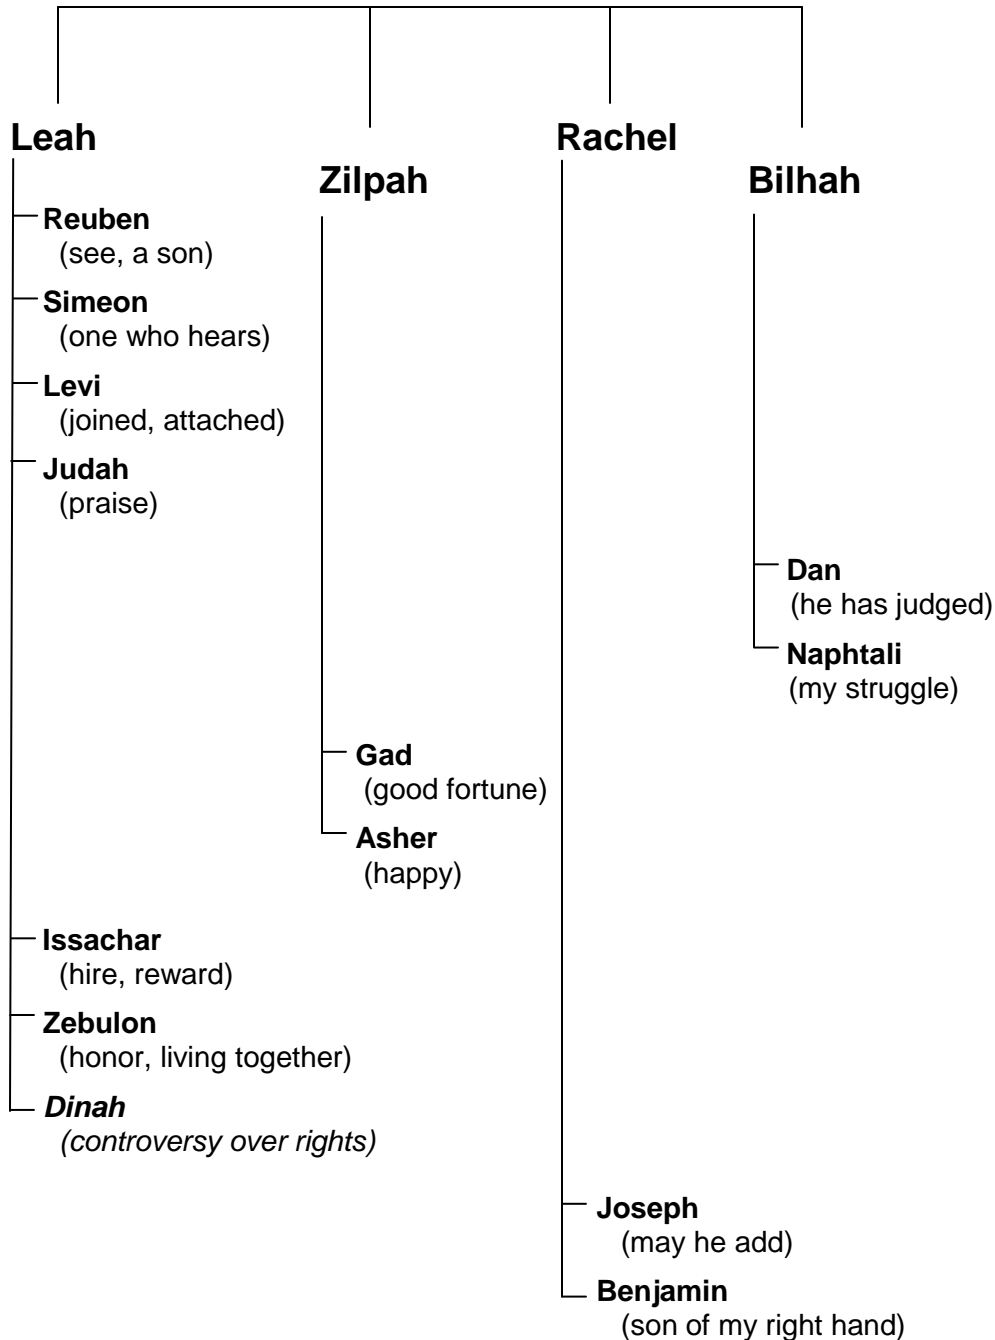 Leah
Rachel
Zilpah
Bilhah
Reuben
(see, a son)
Simeon
(one who hears)
Levi
(joined, attached)
Judah
(praise)
Dan
(he has judged)
Naphtali
(my struggle)
Gad
(good fortune)
Asher
(happy)
Issachar
(hire, reward)
Zebulon
(honor, living together)
Dinah
(controversy over rights)
Joseph
(may he add)
Benjamin
(son of my right hand)